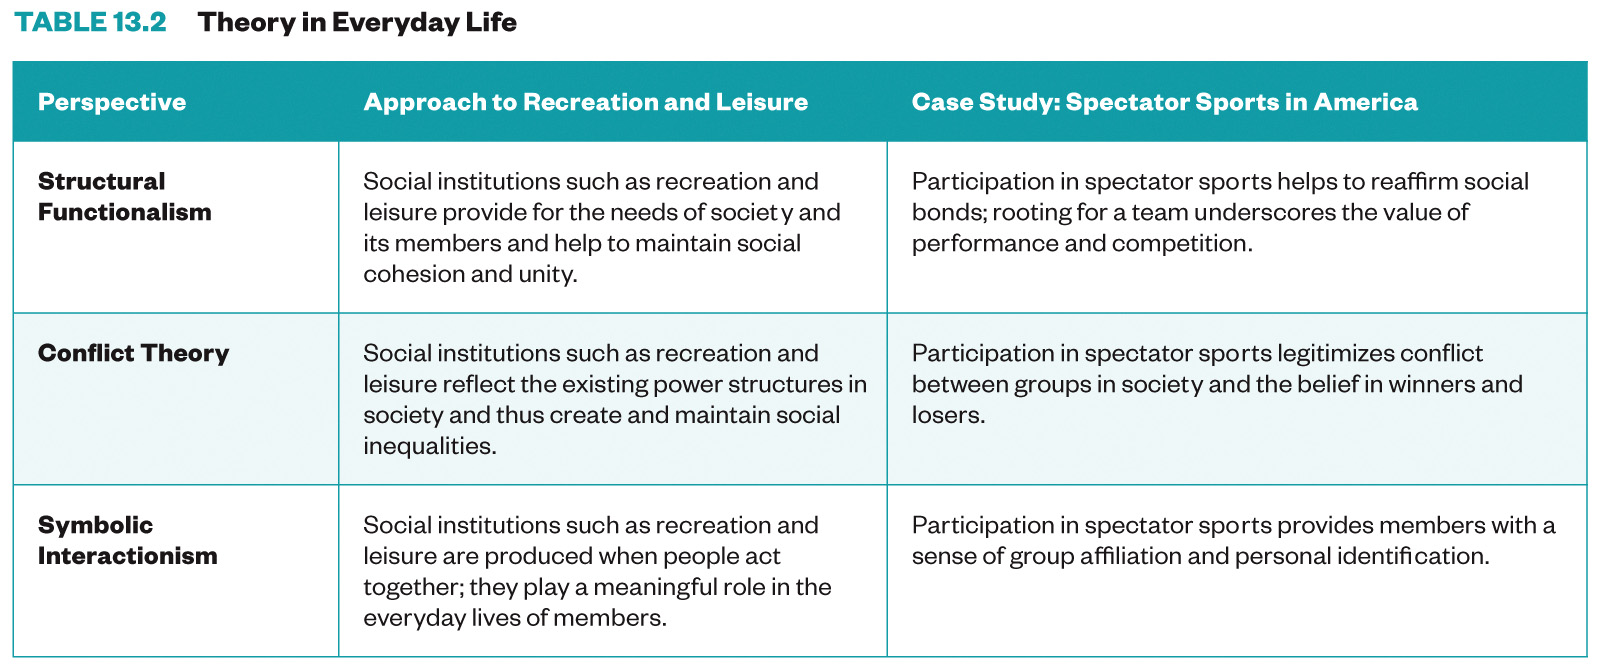 TABLE 13.2 Theory in Everyday Life
Perspective
Approach to Recreation and Leisure
Case Study: Spectator Sports in America
Structural
Functionalism
Social institutions such as recreation and
leisure provide for the needs of society and
its members and help to maintain social
cohesion and unity.
Participation in spectator sports helps to reaffirm social
bonds; rooting for a team underscores the value of
performance and competition.
Conflict Theory
Social institutions such as recreation and
leisure reflect the existing power structures in
society and thus create and maintain social
inequalities.
Participation in spectator sports legitimizes conflict
between groups in society and the belief in winners and
losers.
Symbolic
Interactionism
Social institutions such as recreation and
leisure are produced when people act
together; they play a meaningful role in the
everyday lives of members.
Participation in spectator sports provides members with a
sense of group affiliation and personal identification.